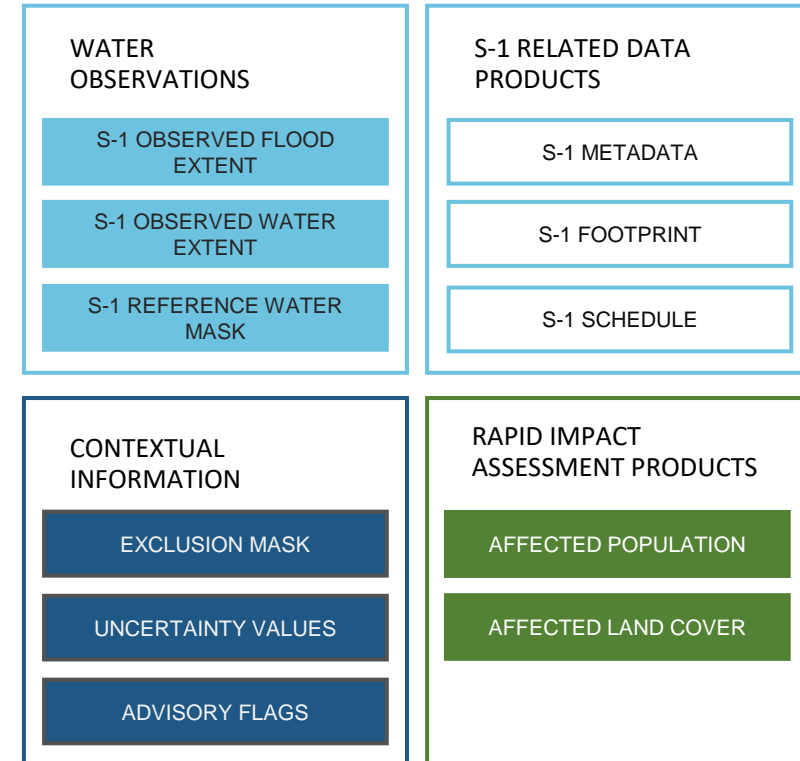 WATER
OBSERVATIONS
S-1 OBSERVED FLOOD
EXTENT
S-1 OBSERVED WATER
EXTENT
S-1 REFERENCE WATER
MASK
S-1 RELATED DATA
PRODUCTS
S-1 METADATA
S-1 FOOTPRINT
S-1 SCHEDULE
CONTEXTUAL
INFORMATION
EXCLUSION MASK
UNCERTAINTY VALUES
ADVISORY FLAGS
RAPID IMPACT
ASSESSMENT PRODUCTS
AFFECTED POPULATION
AFFECTED LAND COVER